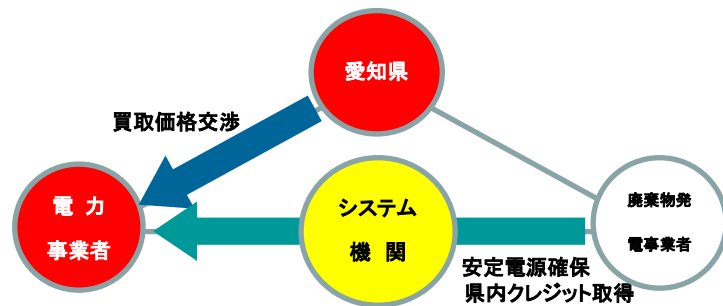 愛知県
買取価格交渉
電 力
事業者
システム
機 関
廃棄物発
電事業者
安定電源確保
県内クレジット取得